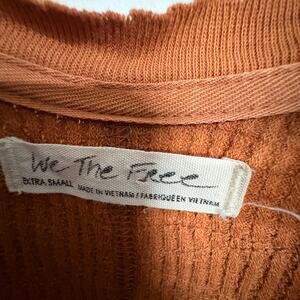 We The Free
EXTRA SMALL MADE IN VIETNAM / FABRIQUÉ EN VIETNAM